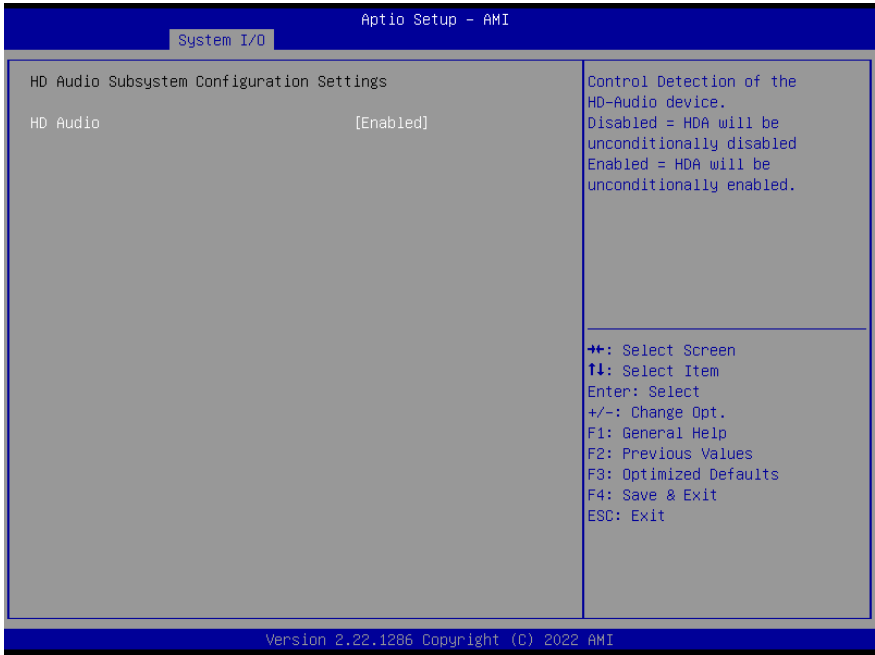 Aptio Setup – AMI
System I/O
HD Audio Subsystem Configuration Settings
HD Audio [Enabled]
Control Detection of the
HD-Audio device.
Disabled = HDA will be
unconditionally disabled
Enabled = HDA will be
unconditionally enabled.
→←: Select Screen
↑↓: Select Item
Enter: Select
+/-: Change Opt.
F1: General Help
F2: Previous Values
F3: Optimized Defaults
F4: Save & Exit
ESC: Exit
Version 2.22.1286 Copyright (C) 2022 AMI